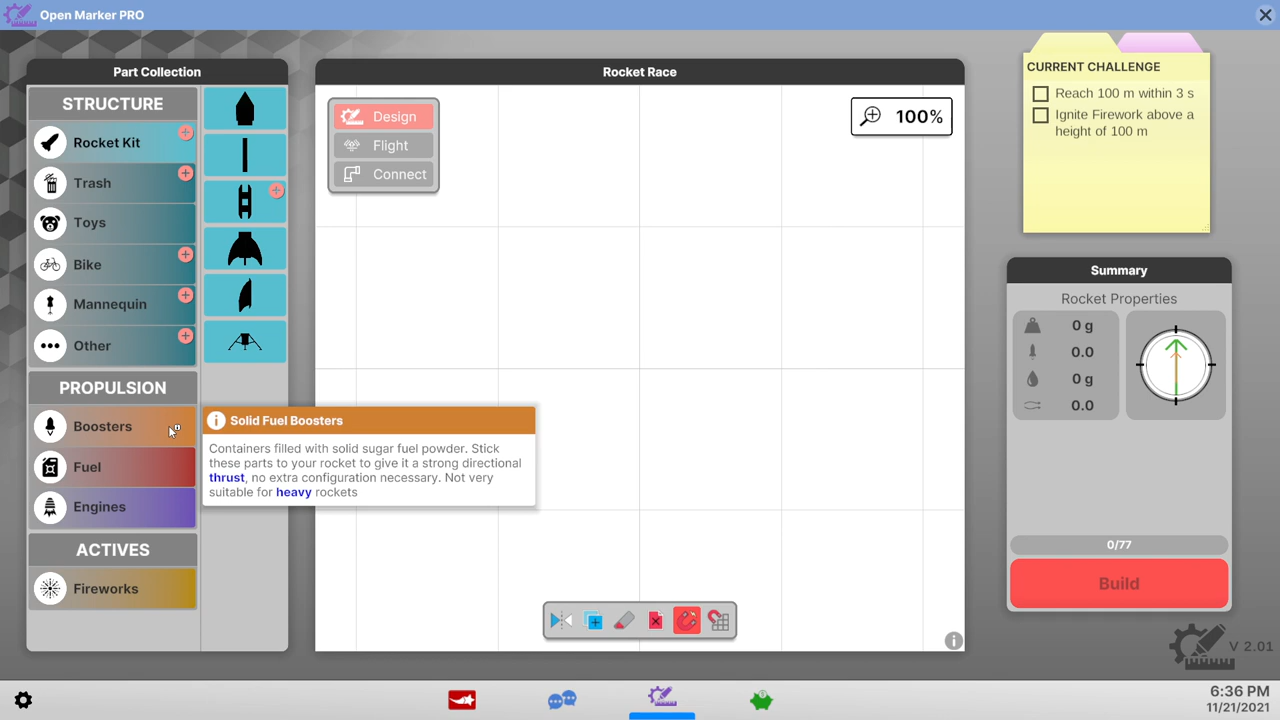 Open Marker PRO
Part Collection
STRUCTURE
Rocket Kit
Trash
Toys
Bike
Mannequin
Other
PROPULSION
Boosters
Fuel
Engines
ACTIVES
Fireworks
Solid Fuel Boosters
Containers filled with solid sugar fuel powder. Stick
these parts to your rocket to give it a strong directional
thrust, no extra configuration necessary. Not very
suitable for heavy rockets
Rocket Race
Design
Flight
Connect
100%
CURRENT CHALLENGE
Reach 100 m within 3 s
Ignite Firework above a
height of 100 m
Summary
Rocket Properties
0 g
0.0
0 g
0.0
0/77
Build
V 2.01
6:36 PM
11/21/2021